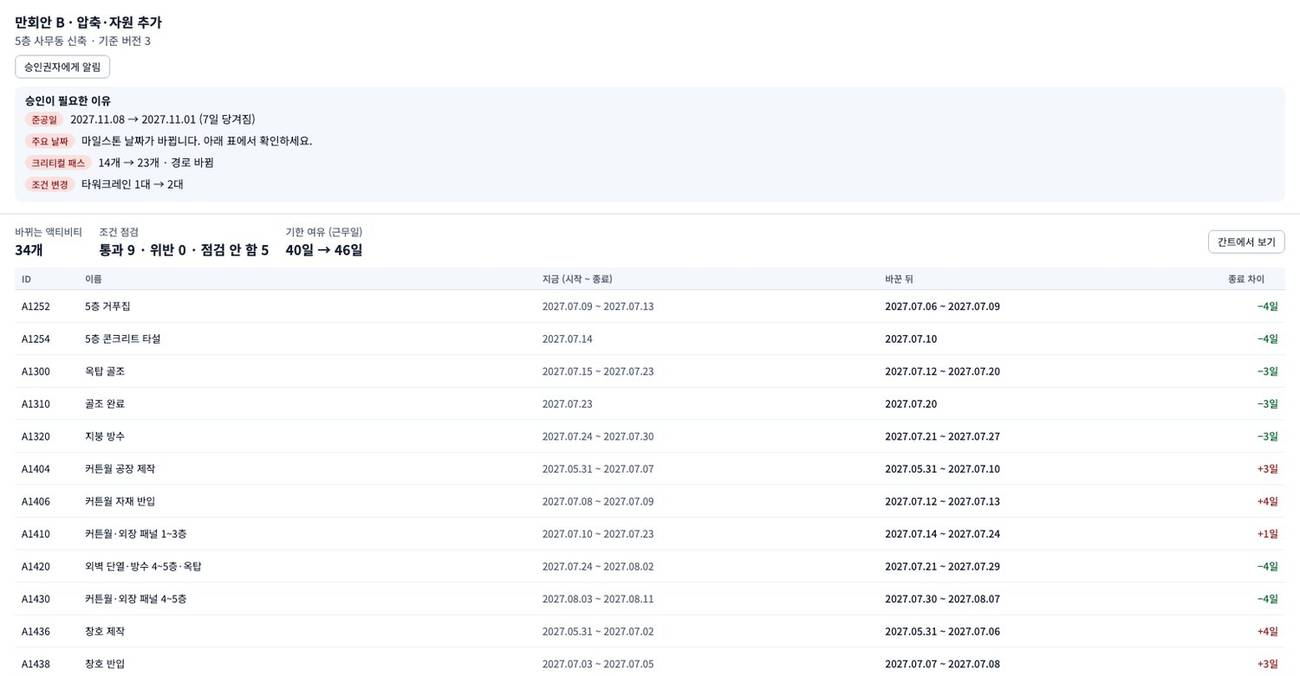 만회안 B · 압축·자원 추가
5층 사무동 신축 · 기준 버전 3
승인권자에게 알림
승인이 필요한 이유
준공일 2027.11.08 → 2027.11.01 (7일 당겨짐)
주요 날짜 마일스톤 날짜가 바뀝니다. 아래 표에서 확인하세요.
크리티컬 패스 14개 → 23개 · 경로 바뀜
조건 변경 타워크레인 1대 → 2대
바뀌는 액티비티 조건 점검 기한 여유 (근무일)
34개 통과 9 · 위반 0 · 점검 안 함 5 40일 → 46일
간트에서 보기
ID 이름 지금 (시작 ~ 종료) 바꾼 뒤 종료 차이
A1252 5층 거푸집 2027.07.09 ~ 2027.07.13 2027.07.06 ~ 2027.07.09 −4일
A1254 5층 콘크리트 타설 2027.07.14 2027.07.10 −4일
A1300 옥탑 골조 2027.07.15 ~ 2027.07.23 2027.07.12 ~ 2027.07.20 −3일
A1310 골조 완료 2027.07.23 2027.07.20 −3일
A1320 지붕 방수 2027.07.24 ~ 2027.07.30 2027.07.21 ~ 2027.07.27 −3일
A1404 커튼월 공장 제작 2027.05.31 ~ 2027.07.07 2027.05.31 ~ 2027.07.10 +3일
A1406 커튼월 자재 반입 2027.07.08 ~ 2027.07.09 2027.07.12 ~ 2027.07.13 +4일
A1410 커튼월·외장 패널 1~3층 2027.07.10 ~ 2027.07.23 2027.07.14 ~ 2027.07.24 +1일
A1420 외벽 단열·방수 4~5층·옥탑 2027.07.24 ~ 2027.08.02 2027.07.21 ~ 2027.07.29 −4일
A1430 커튼월·외장 패널 4~5층 2027.08.03 ~ 2027.08.11 2027.07.30 ~ 2027.08.07 −4일
A1436 창호 제작 2027.05.31 ~ 2027.07.02 2027.05.31 ~ 2027.07.06 +4일
A1438 창호 반입 2027.07.03 ~ 2027.07.05 2027.07.07 ~ 2027.07.08 +3일